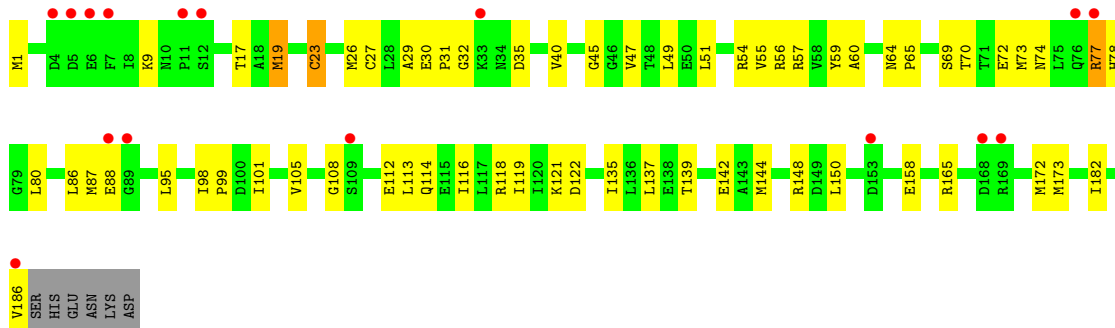 M1 D4 D5 E6 F7 I8 K9 N10 P11 S12 T17 A18 M19 C23 M26 C27 L28 A29 E30 P31 G32 K33 N34 D35 V40 G45 G46 V47 T48 L49 E50 L51 R54 V55 R56 R57 V58 Y59 A60 N64 P65 S69 T70 T71 E72 M73 N74 L75 Q76 R77 H78
G79 L80 L86 M87 E88 G89 L95 I98 P99 D100 I101 V105 G108 S109 E112 L113 Q114 E115 I116 L117 R118 I119 I120 K121 D122 I135 L136 L137 E138 T139 E142 A143 M144 R148 D149 L150 D153 E158 R165 D168 R169 M172 M173 I182
V186 SER HIS GLU ASN LYS ASP